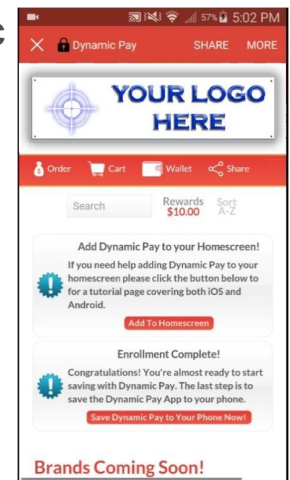 C
57% 5:02 PM
Dynamic Pay SHARE MORE
YOUR LOGO
HERE
Order Cart Wallet Share
Search Rewards Sort
$10.00 A-Z
Add Dynamic Pay to your Homescreen!
If you need help adding Dynamic Pay to your
homescreen please click the button below to
for a tutorial page covering both iOS and
Android.
Add To Homescreen
Enrollment Complete!
Congratulations! You're almost ready to start
saving with Dynamic Pay. The last step is to
save the Dynamic Pay App to your phone.
Save Dynamic Pay to Your Phone Now!
Brands Coming Soon!